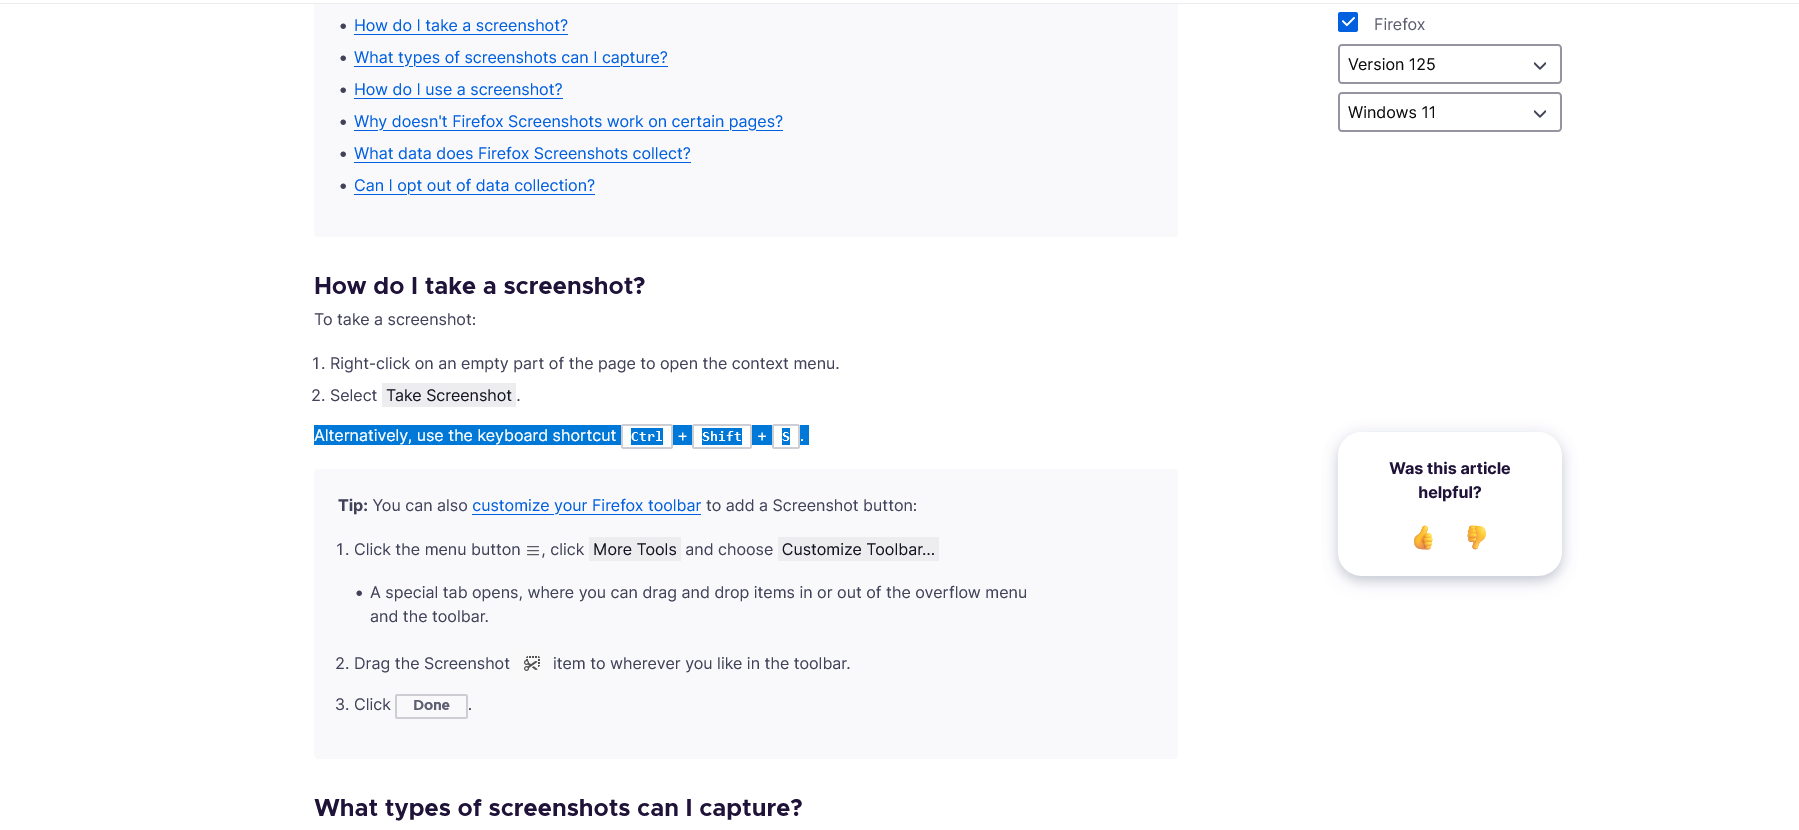 How do I take a screenshot?
What types of screenshots can I capture?
How do I use a screenshot?
Why doesn't Firefox Screenshots work on certain pages?
What data does Firefox Screenshots collect?
Can I opt out of data collection?
How do I take a screenshot?
To take a screenshot:
1. Right-click on an empty part of the page to open the context menu.
2. Select Take Screenshot.
Alternatively, use the keyboard shortcut Ctrl + Shift + S.
Tip: You can also customize your Firefox toolbar to add a Screenshot button:
1. Click the menu button ≡, click More Tools and choose Customize Toolbar...
• A special tab opens, where you can drag and drop items in or out of the overflow menu
and the toolbar.
2. Drag the Screenshot item to wherever you like in the toolbar.
3. Click Done.
What types of screenshots can I capture?
Firefox
Version 125
Windows 11
Was this article
helpful?